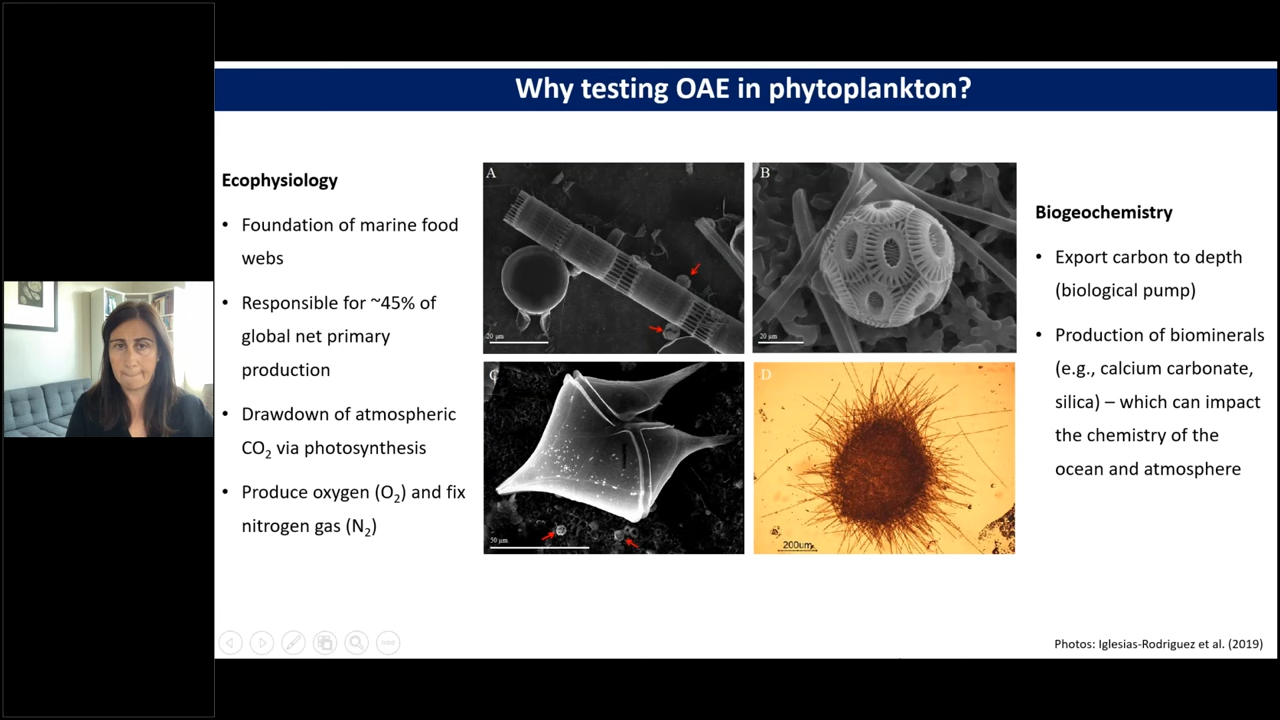 Why testing OAE in phytoplankton?
Ecophysiology
• Foundation of marine food
webs
• Responsible for ~45% of
global net primary
production
• Drawdown of atmospheric
CO₂ via photosynthesis
• Produce oxygen (O₂) and fix
nitrogen gas (N₂)
A
20 µm
B
20 µm
C
50 µm
D
200um
Biogeochemistry
• Export carbon to depth
(biological pump)
• Production of biominerals
(e.g., calcium carbonate,
silica) – which can impact
the chemistry of the
ocean and atmosphere
Photos: Iglesias-Rodriguez et al. (2019)